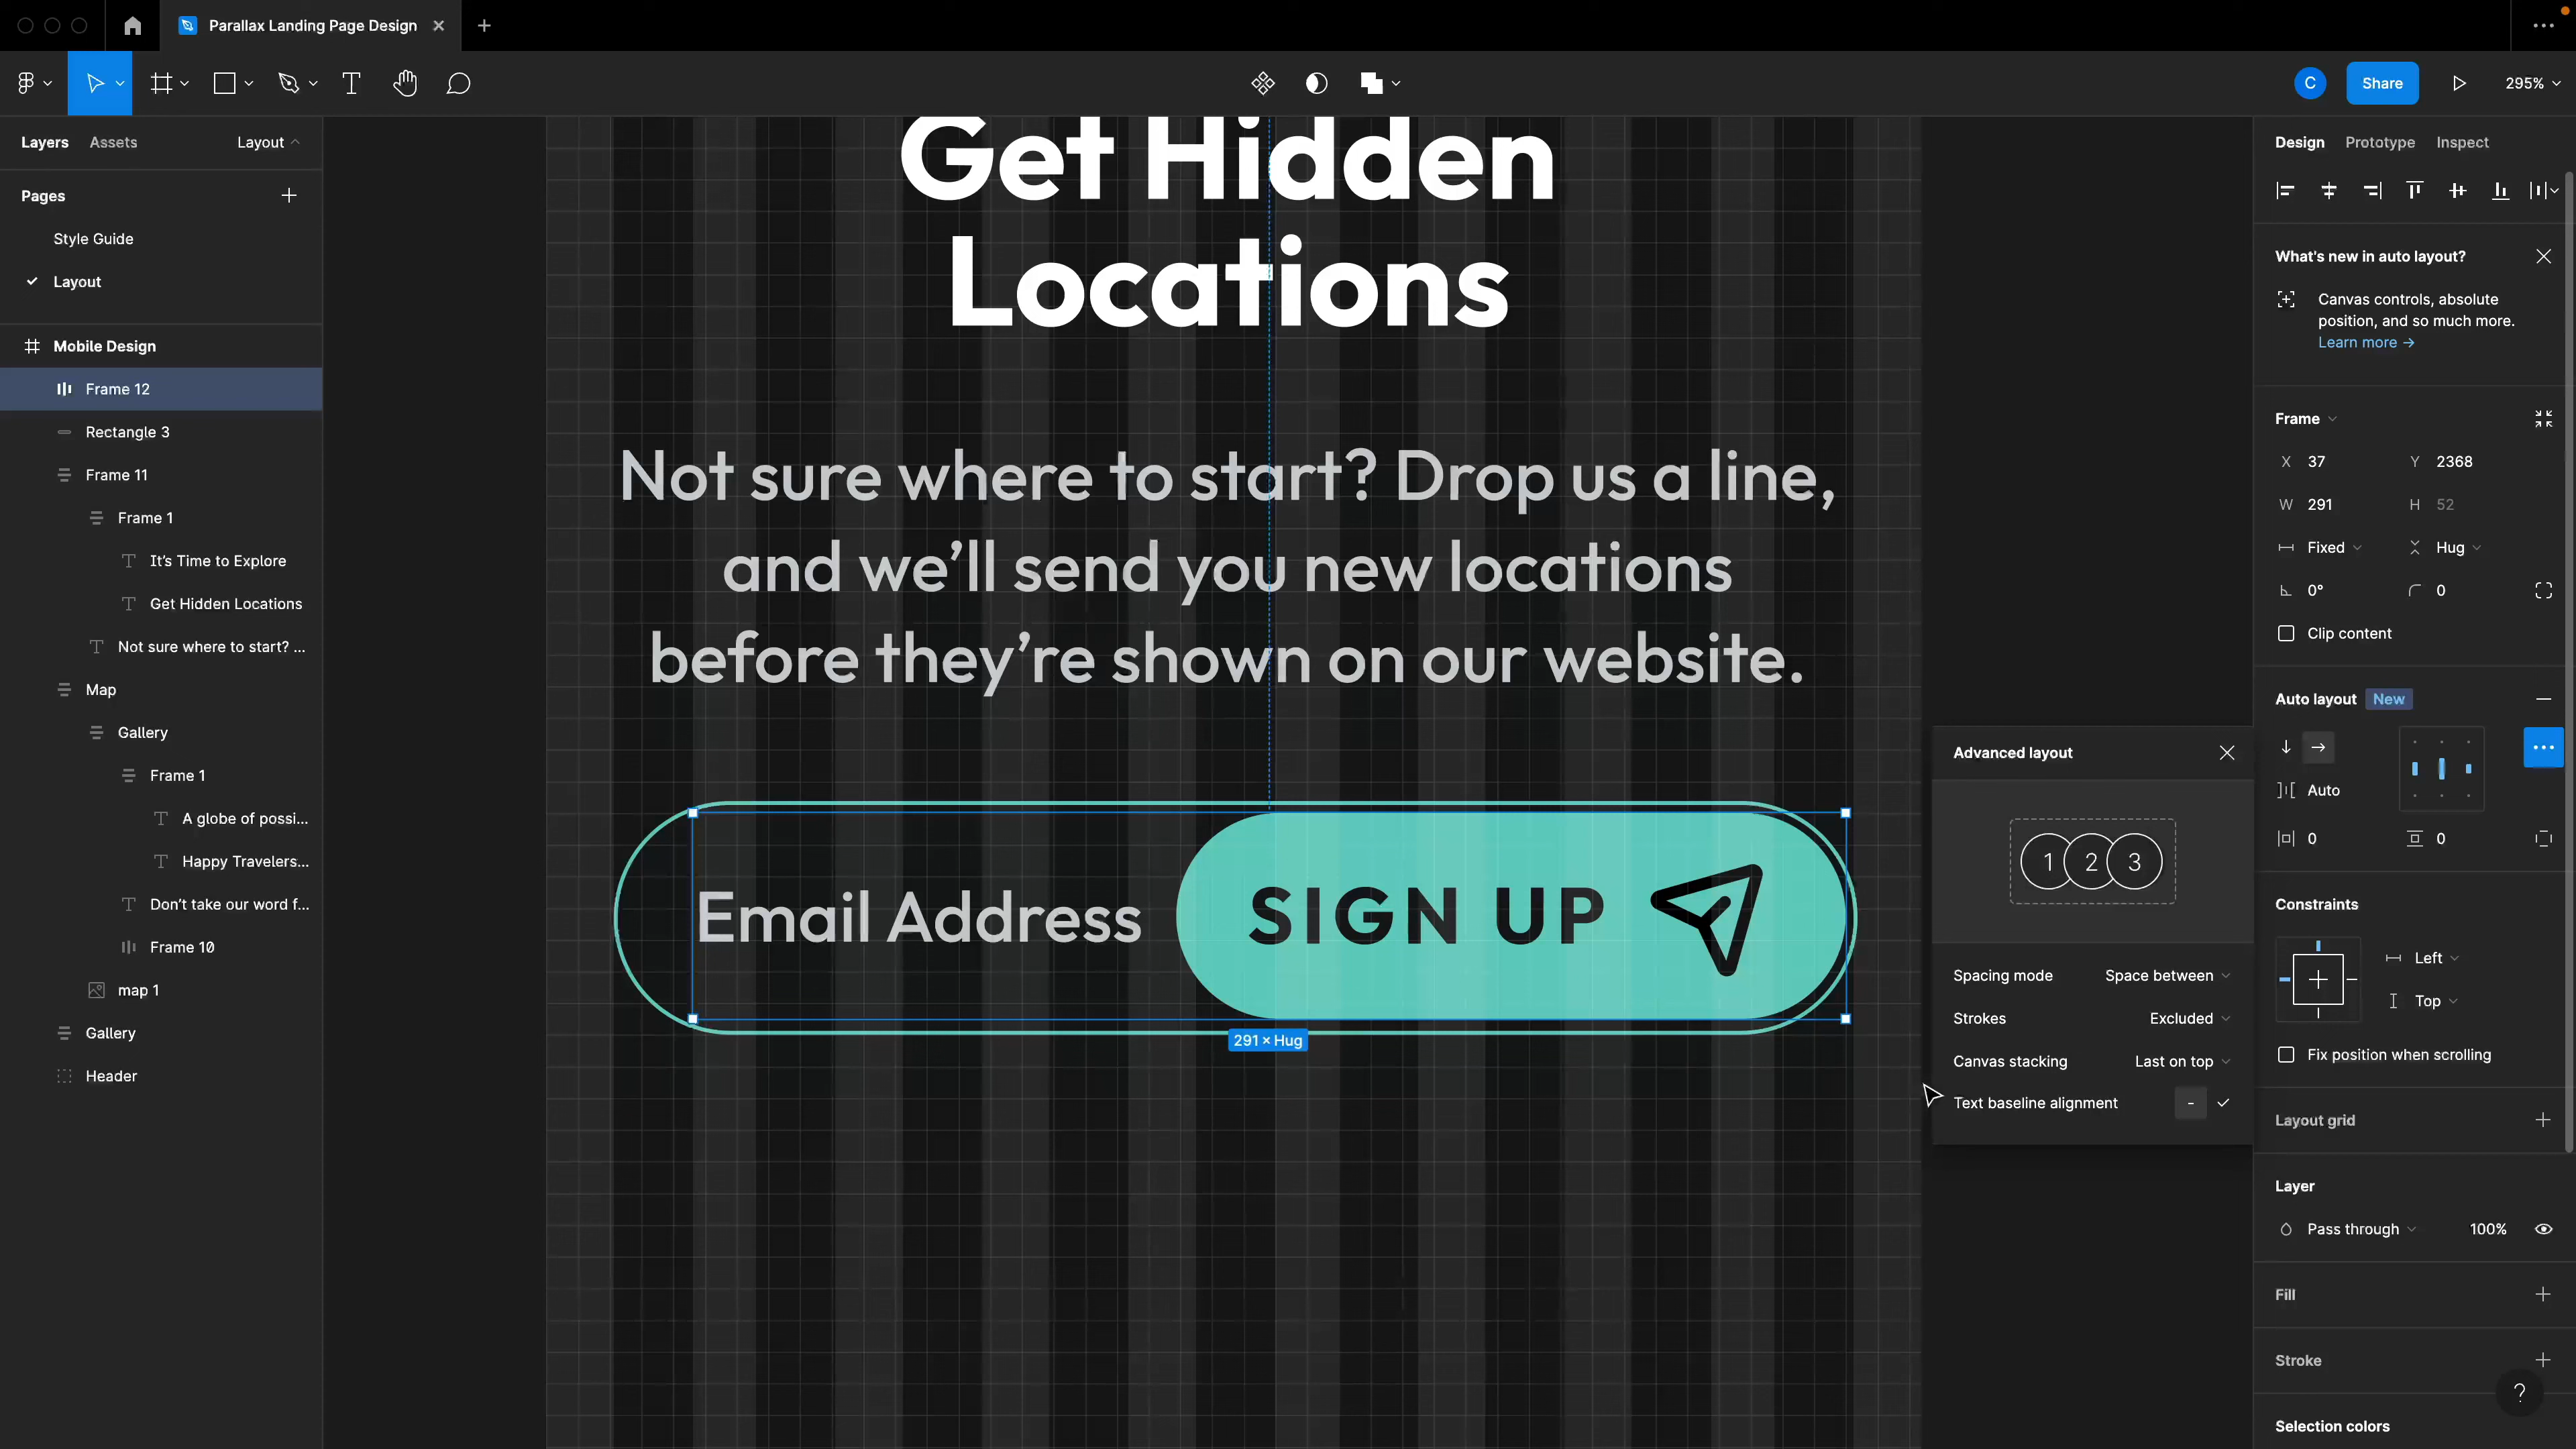 Parallax Landing Page Design
C
Share
295%
Layers
Assets
Layout
Pages
Style Guide
Layout
Mobile Design
Frame 12
Rectangle 3
Frame 11
Frame 1
It's Time to Explore
Get Hidden Locations
Not sure where to start? ...
Map
Gallery
Frame 1
A globe of possi...
Happy Travelers...
Don't take our word f...
Frame 10
map 1
Gallery
Header
Get Hidden
Locations
Not sure where to start? Drop us a line,
and we’ll send you new locations
before they’re shown on our website.
Email Address
SIGN UP
291 × Hug
Advanced layout
1 2 3
Spacing mode Space between
Strokes Excluded
Canvas stacking Last on top
Text baseline alignment -
Design Prototype Inspect
What's new in auto layout?
Canvas controls, absolute
position, and so much more.
Learn more →
Frame
X 37 Y 2368
W 291 H 52
Fixed Hug
0° 0
Clip content
Auto layout New
Auto
0 0
Constraints
Left
Top
Fix position when scrolling
Layout grid
Layer
Pass through 100%
Fill
Stroke
?
Selection colors